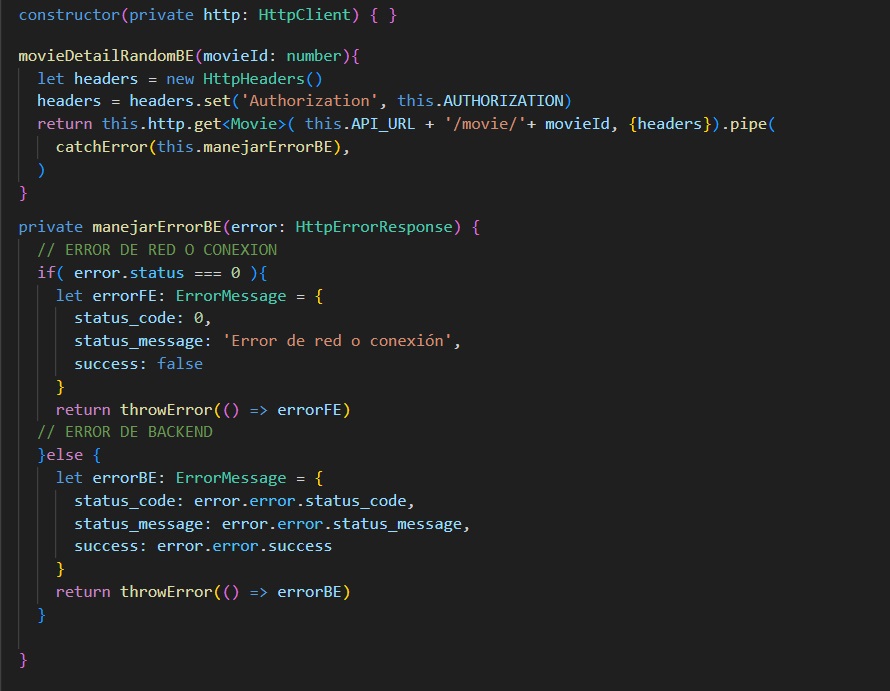 constructor(private http: HttpClient) { }
movieDetailRandomBE(movieId: number){
let headers = new HttpHeaders()
headers = headers.set('Authorization', this.AUTHORIZATION)
return this.http.get<Movie>( this.API_URL + '/movie/'+ movieId, {headers}).pipe(
catchError(this.manejarErrorBE),
)
}
private manejarErrorBE(error: HttpErrorResponse) {
// ERROR DE RED O CONEXION
if( error.status === 0 ){
let errorFE: ErrorMessage = {
status_code: 0,
status_message: 'Error de red o conexión',
success: false
}
return throwError(() => errorFE)
// ERROR DE BACKEND
}else {
let errorBE: ErrorMessage = {
status_code: error.error.status_code,
status_message: error.error.status_message,
success: error.error.success
}
return throwError(() => errorBE)
}
}